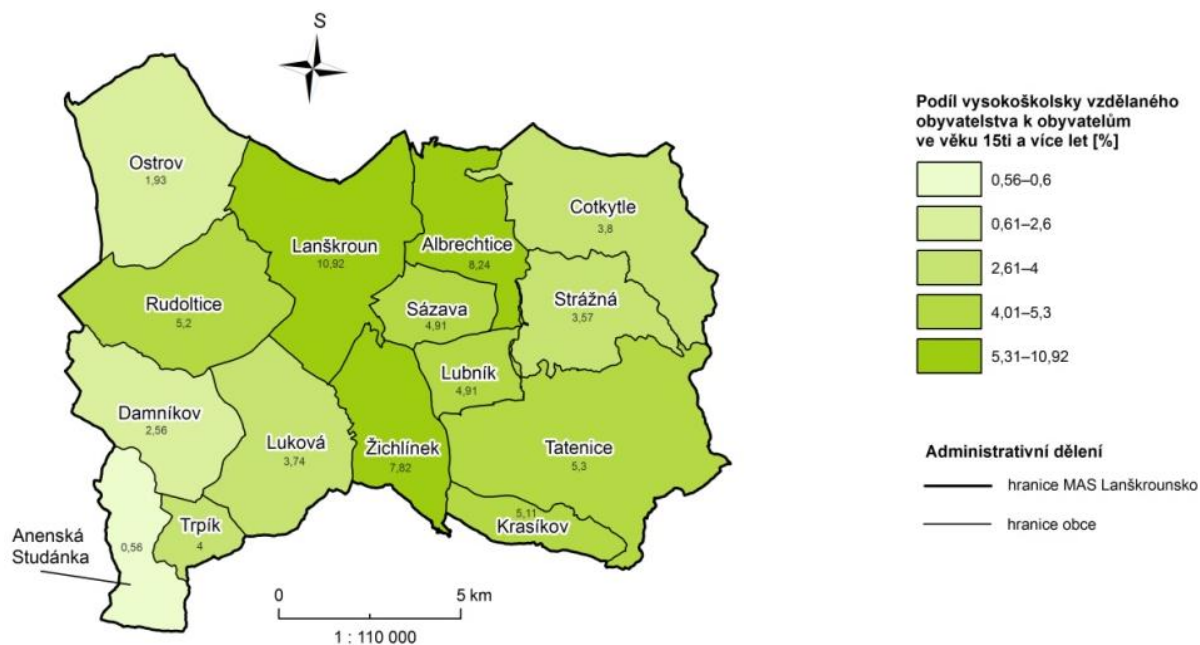 S
Ostrov
1,93
Lanškroun
10,92
Albrechtice
8,24
Cotkytle
3,8
Rudoltice
5,2
Sázava
4,91
Strážná
3,57
Lubník
4,91
Damníkov
2,56
Luková
3,74
Žichlínek
7,82
Tatenice
5,3
Krasíkov
5,11
Trpík
4
Anenská
Studánka
0,56
0
5 km
1 : 110 000
Podíl vysokoškolsky vzdělaného
obyvatelstva k obyvatelům
ve věku 15ti a více let [%]
0,56–0,6
0,61–2,6
2,61–4
4,01–5,3
5,31–10,92
Administrativní dělení
hranice MAS Lanškrounsko
hranice obce